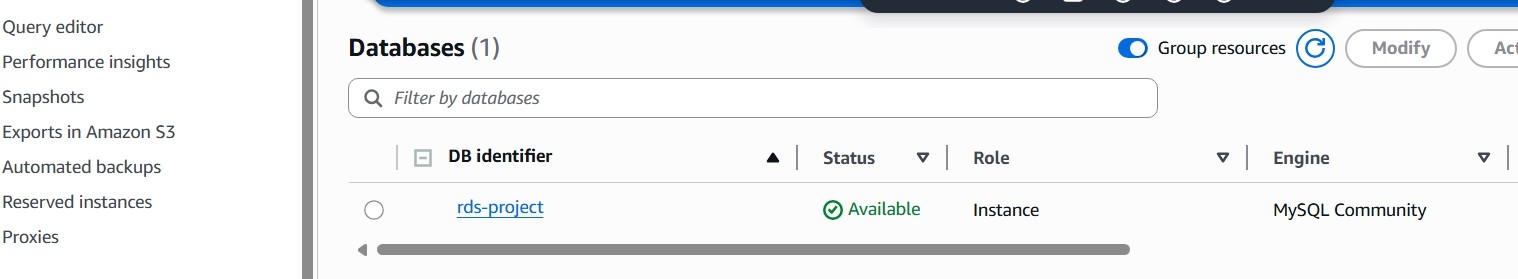 Query editor
Performance insights
Snapshots
Exports in Amazon S3
Automated backups
Reserved instances
Proxies
Databases (1)
Group resources
Modify
Filter by databases
DB identifier
Status
Role
Engine
rds-project
Available
Instance
MySQL Community